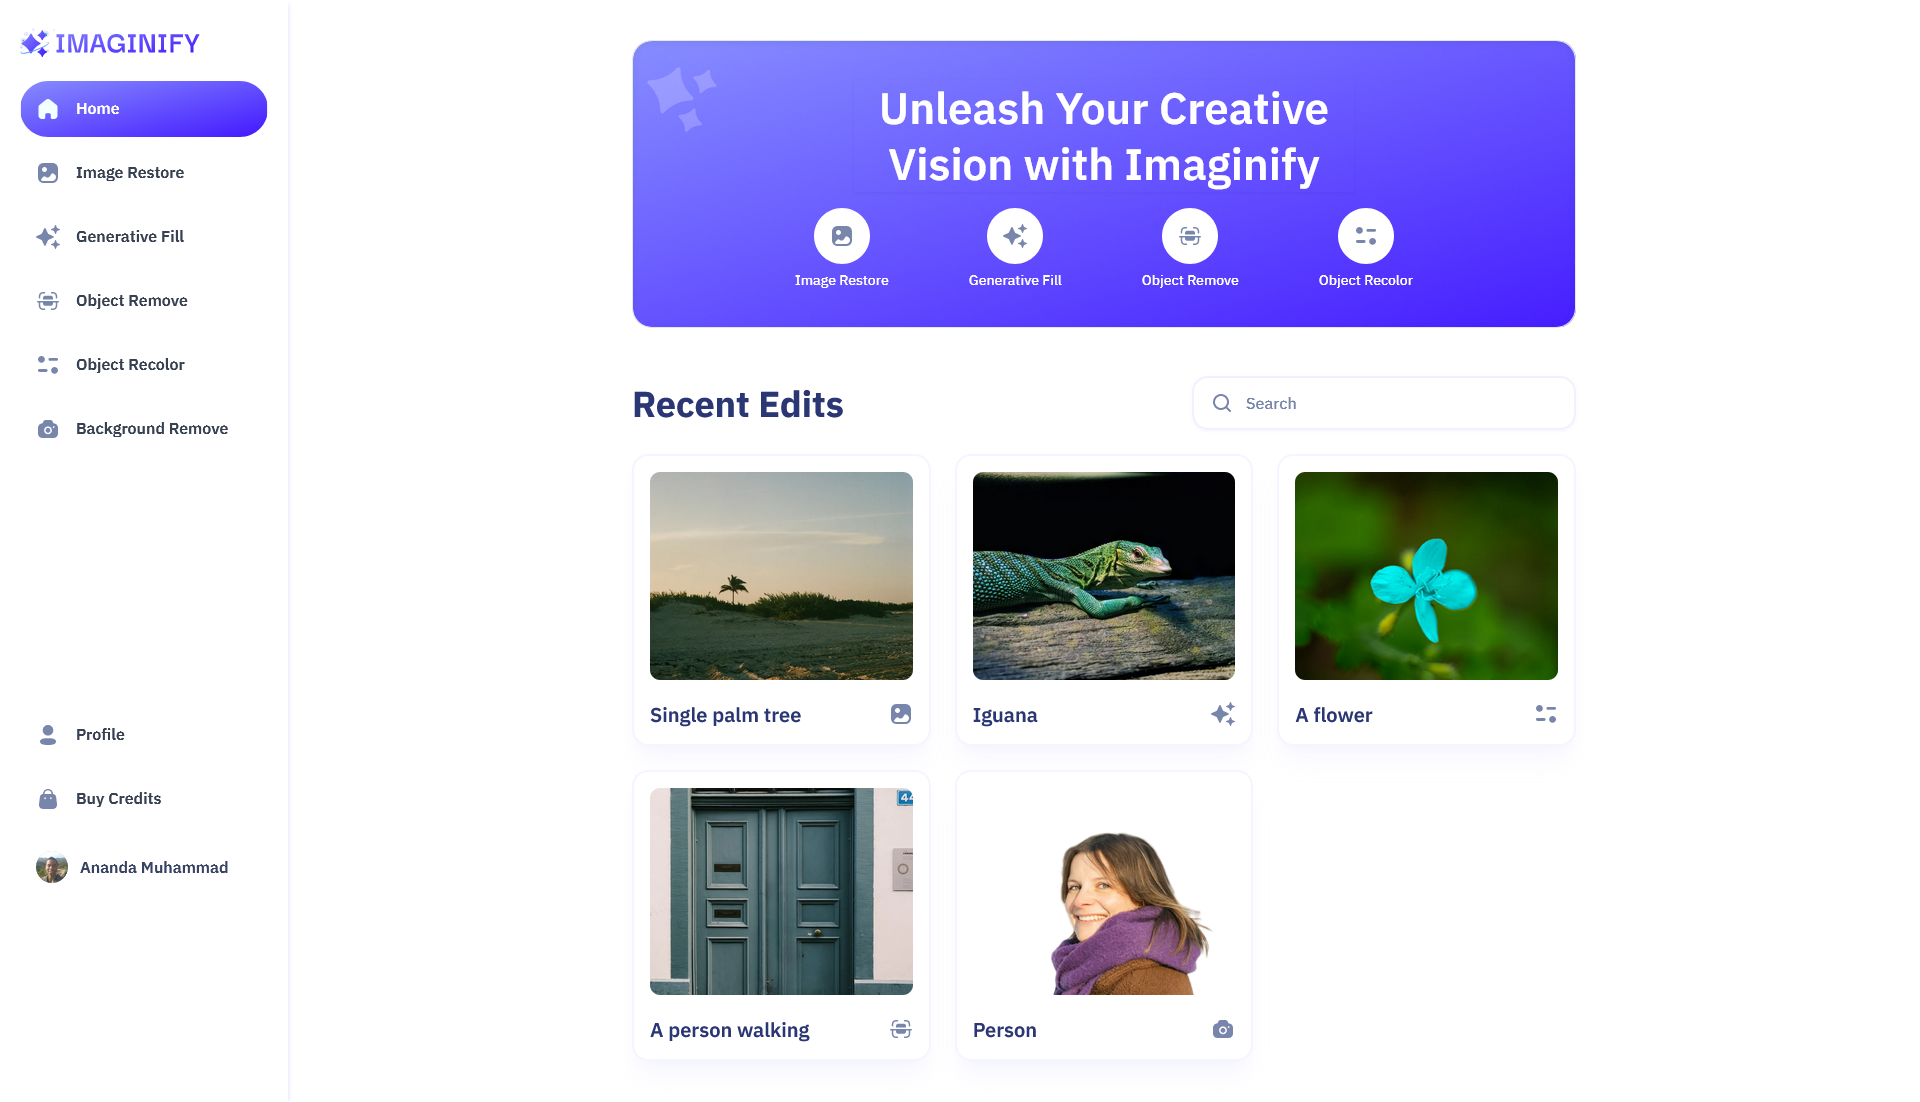 IMAGINIFY
Home
Image Restore
Generative Fill
Object Remove
Object Recolor
Background Remove
Profile
Buy Credits
Ananda Muhammad
Unleash Your Creative
Vision with Imaginify
Image Restore
Generative Fill
Object Remove
Object Recolor
Recent Edits
Search
Single palm tree
Iguana
A flower
44
A person walking
Person